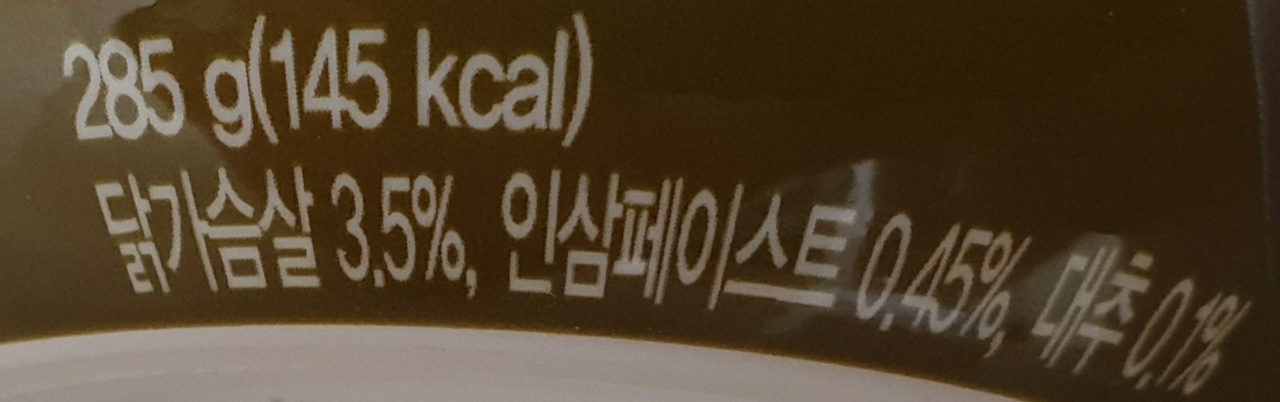 285 g(145 kcal)
닭가슴살 3.5%, 인삼페이스트 0.45%, 대추 0.1%